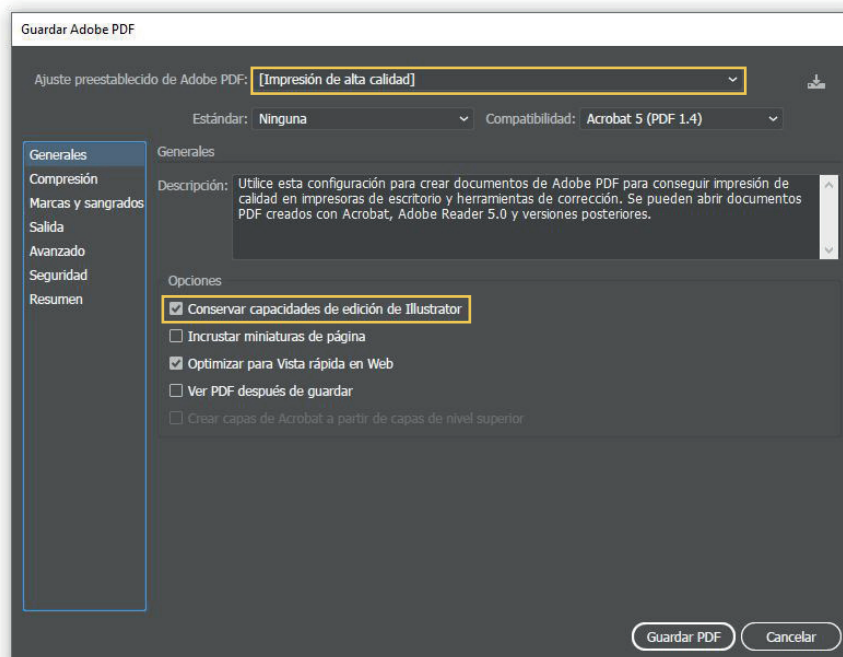 Guardar Adobe PDF
Ajuste preestablecido de Adobe PDF: [Impresión de alta calidad]
Estándar: Ninguna Compatibilidad: Acrobat 5 (PDF 1.4)
Generales
Compresión
Marcas y sangrados
Salida
Avanzado
Seguridad
Resumen
Generales
Descripción: Utilice esta configuración para crear documentos de Adobe PDF para conseguir impresión de
calidad en impresoras de escritorio y herramientas de corrección. Se pueden abrir documentos
PDF creados con Acrobat, Adobe Reader 5.0 y versiones posteriores.
Opciones
Conservar capacidades de edición de Illustrator
Incrustar miniaturas de página
Optimizar para Vista rápida en Web
Ver PDF después de guardar
Crear capas de Acrobat a partir de capas de nivel superior
Guardar PDF Cancelar